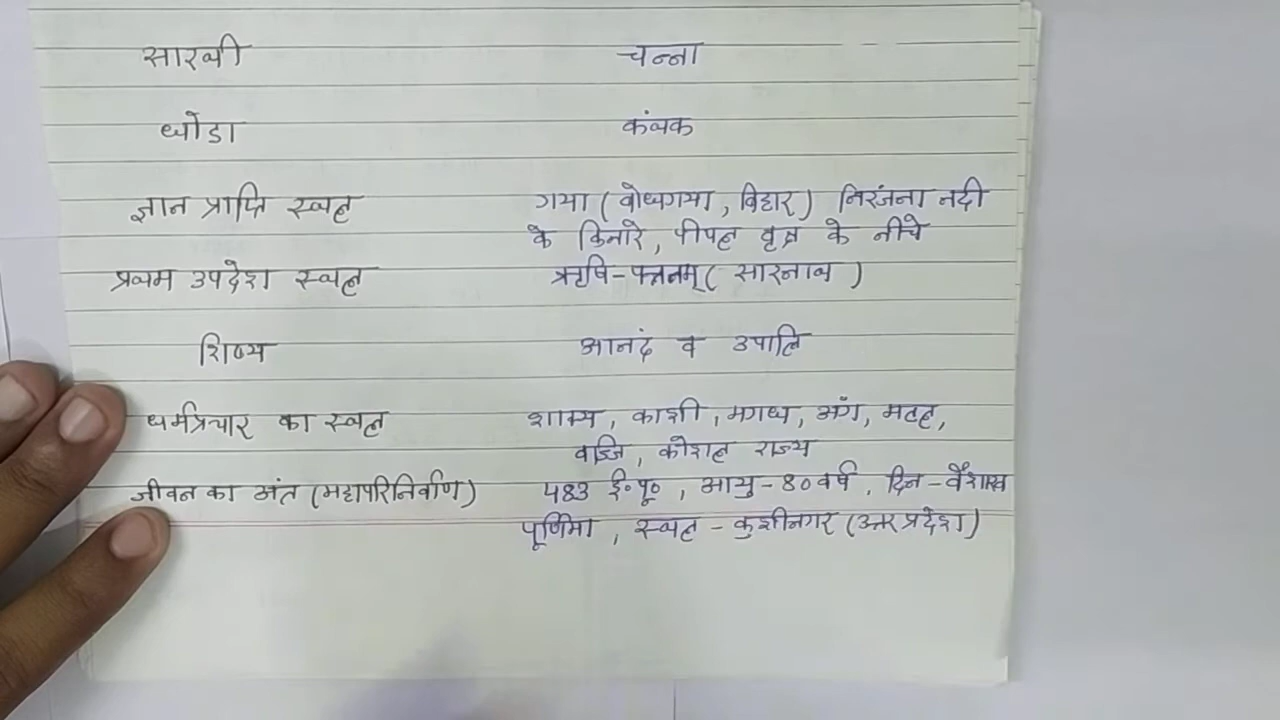 सारथी चन्ना
घोडा कंथक
ज्ञान प्राप्ति स्थल गया (बोधगया, बिहार) निरंजना नदी
के किनारे, पीपल वृक्ष के नीचे
प्रथम उपदेश स्थल ऋषि-पत्तनम् (सारनाथ)
शिष्य आनंद व उपालि
धर्मप्रचार का स्थल शाक्य, काशी, मगध, अंग, मल्ल,
वज्जि, कोशल राज्य
जीवन का अंत (महापरिनिर्वाण) 483 ई॰पू॰, आयु-80 वर्ष, दिन-वैशाख
पूर्णिमा, स्थल - कुशीनगर (उत्तर प्रदेश)